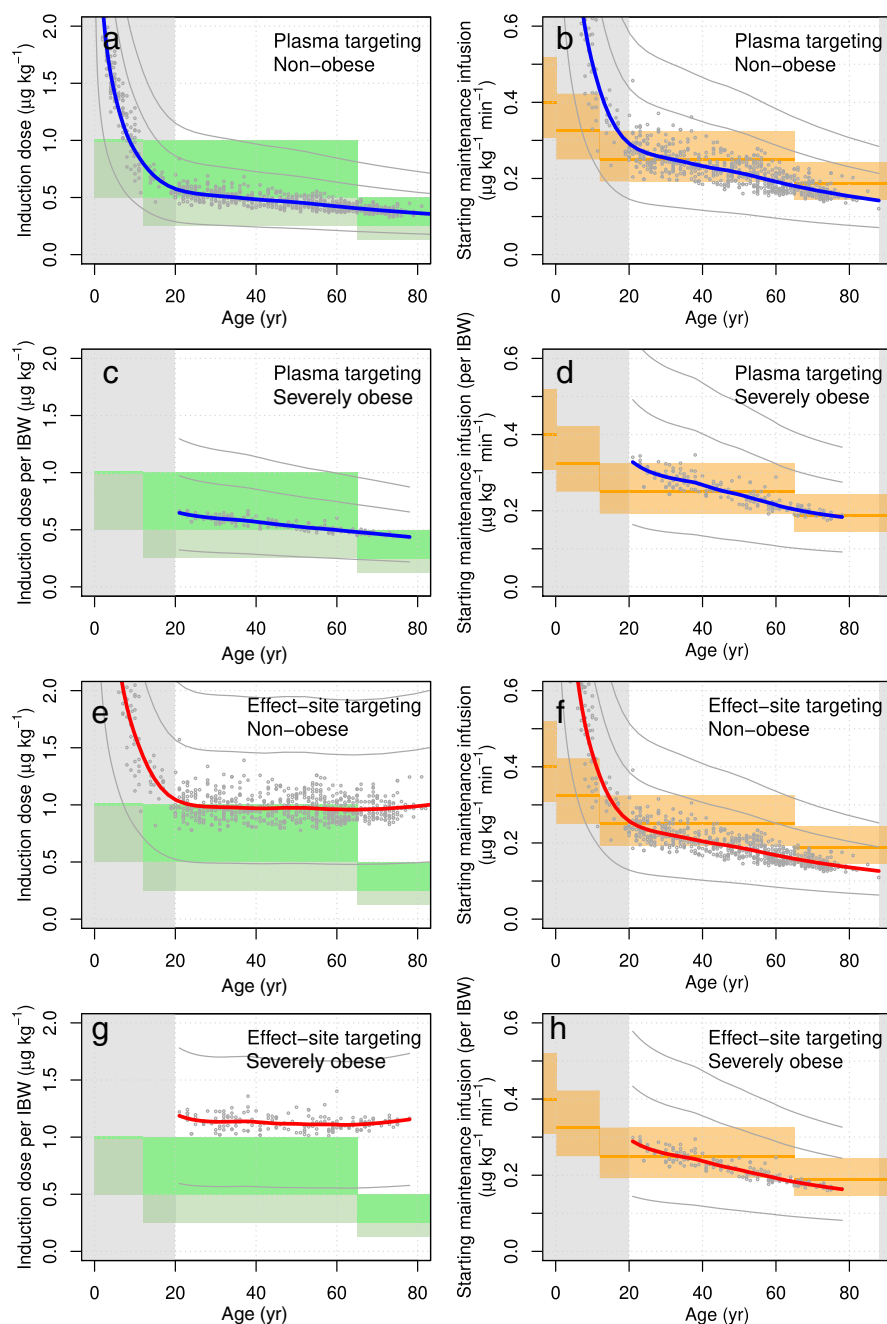 a
Plasma targeting
Non−obese
Induction dose (µg kg−1)
0.0
0.5
1.0
1.5
2.0
0
20
40
60
80
Age (yr)
b
Plasma targeting
Non−obese
Starting maintenance infusion
(µg kg−1 min−1)
0.0
0.2
0.4
0.6
0
20
40
60
80
Age (yr)
c
Plasma targeting
Severely obese
Induction dose per IBW (µg kg−1)
0.0
0.5
1.0
1.5
2.0
0
20
40
60
80
Age (yr)
d
Plasma targeting
Severely obese
Starting maintenance infusion (per IBW)
(µg kg−1 min−1)
0.0
0.2
0.4
0.6
0
20
40
60
80
Age (yr)
e
Effect−site targeting
Non−obese
Induction dose (µg kg−1)
0.0
0.5
1.0
1.5
2.0
0
20
40
60
80
Age (yr)
f
Effect−site targeting
Non−obese
Starting maintenance infusion
(µg kg−1 min−1)
0.0
0.2
0.4
0.6
0
20
40
60
80
Age (yr)
g
Effect−site targeting
Severely obese
Induction dose per IBW (µg kg−1)
0.0
0.5
1.0
1.5
2.0
0
20
40
60
80
Age (yr)
h
Effect−site targeting
Severely obese
Starting maintenance infusion (per IBW)
(µg kg−1 min−1)
0.0
0.2
0.4
0.6
0
20
40
60
80
Age (yr)